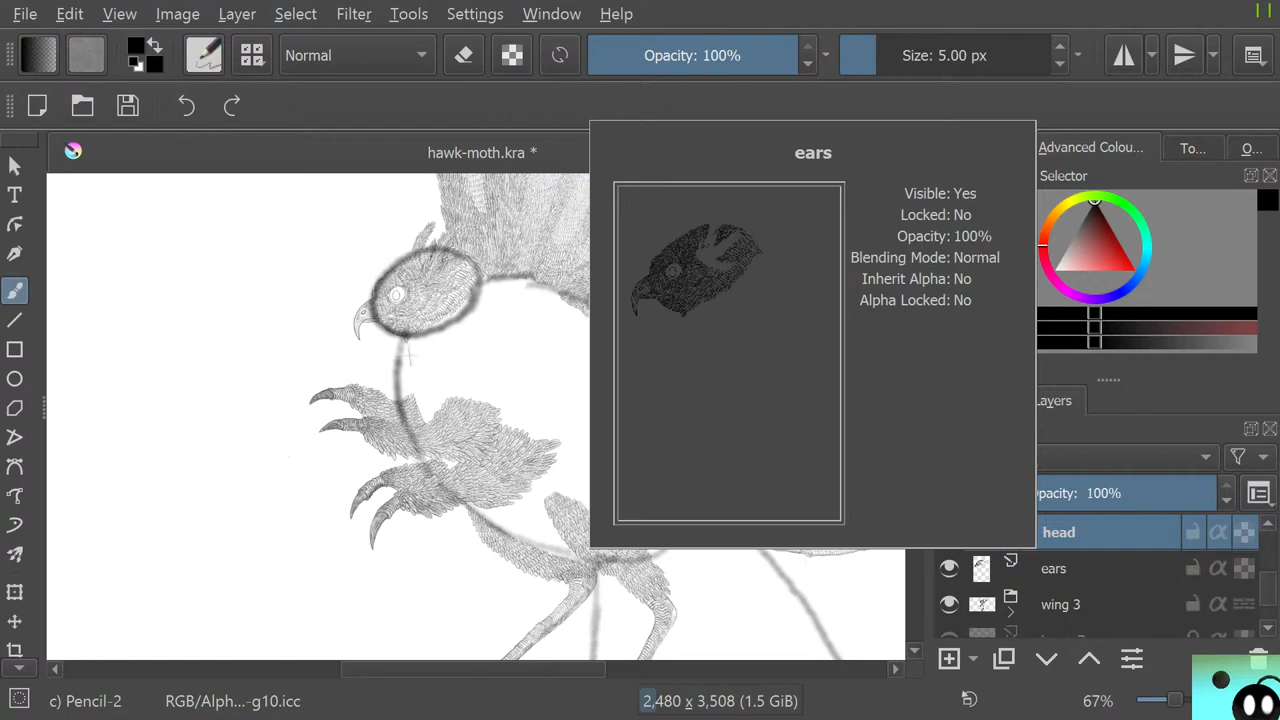 File Edit View Image Layer Select Filter Tools Settings Window Help
Normal Opacity: 100% Size: 5.00 px
hawk-moth.kra *
Advanced Colou... To... O...
Selector
ears
Visible: Yes
Locked: No
Opacity: 100%
Blending Mode: Normal
Inherit Alpha: No
Alpha Locked: No
Layers
pacity: 100%
head
ears
wing 3
c) Pencil-2 RGB/Alph...-g10.icc 2,480 x 3,508 (1.5 GiB) 67%